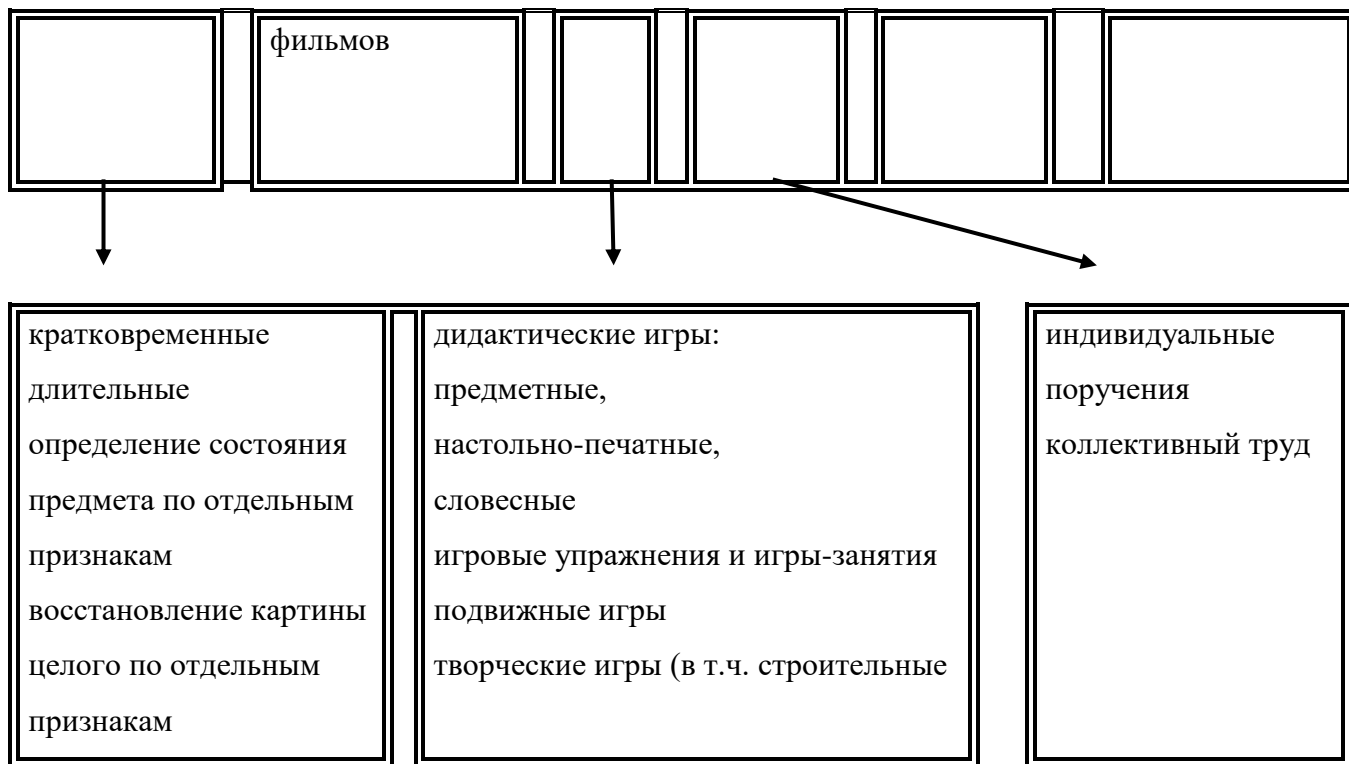 фильмов
кратковременные
длительные
определение состояния
предмета по отдельным
признакам
восстановление картины
целого по отдельным
признакам
дидактические игры:
предметные,
настольно-печатные,
словесные
игровые упражнения и игры-занятия
подвижные игры
творческие игры (в т.ч. строительные
индивидуальные
поручения
коллективный труд